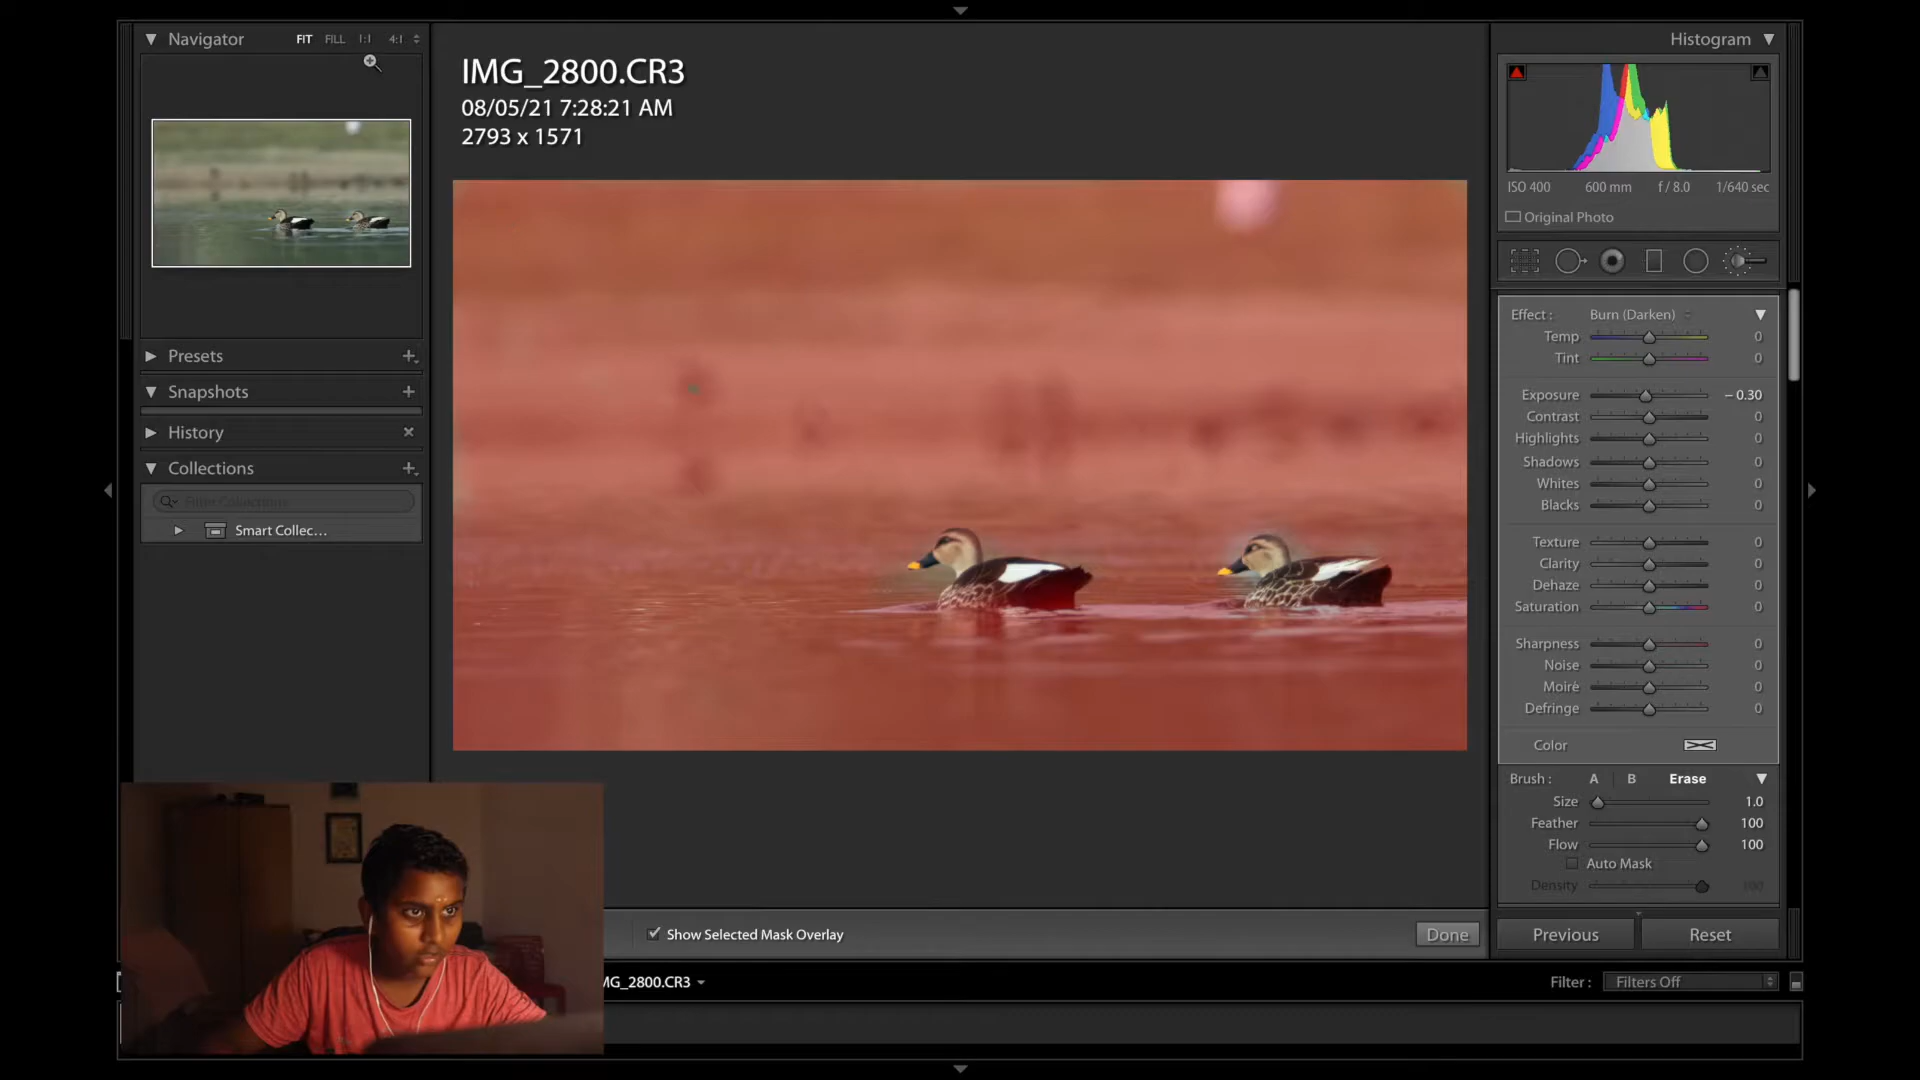 Navigator FIT FILL 1:1 4:1
Presets
Snapshots
History
Collections
Filter Collections
Smart Collec...
IMG_2800.CR3
08/05/21 7:28:21 AM
2793 x 1571
Histogram
ISO 400 600 mm f / 8.0 1/640 sec
Original Photo
Effect : Burn (Darken)
Temp 0
Tint 0
Exposure – 0.30
Contrast 0
Highlights 0
Shadows 0
Whites 0
Blacks 0
Texture 0
Clarity 0
Dehaze 0
Saturation 0
Sharpness 0
Noise 0
Moiré 0
Defringe 0
Color
Brush : A B Erase
Size 1.0
Feather 100
Flow 100
Auto Mask
Density 100
Show Selected Mask Overlay Done
Previous Reset
MG_2800.CR3
Filter : Filters Off